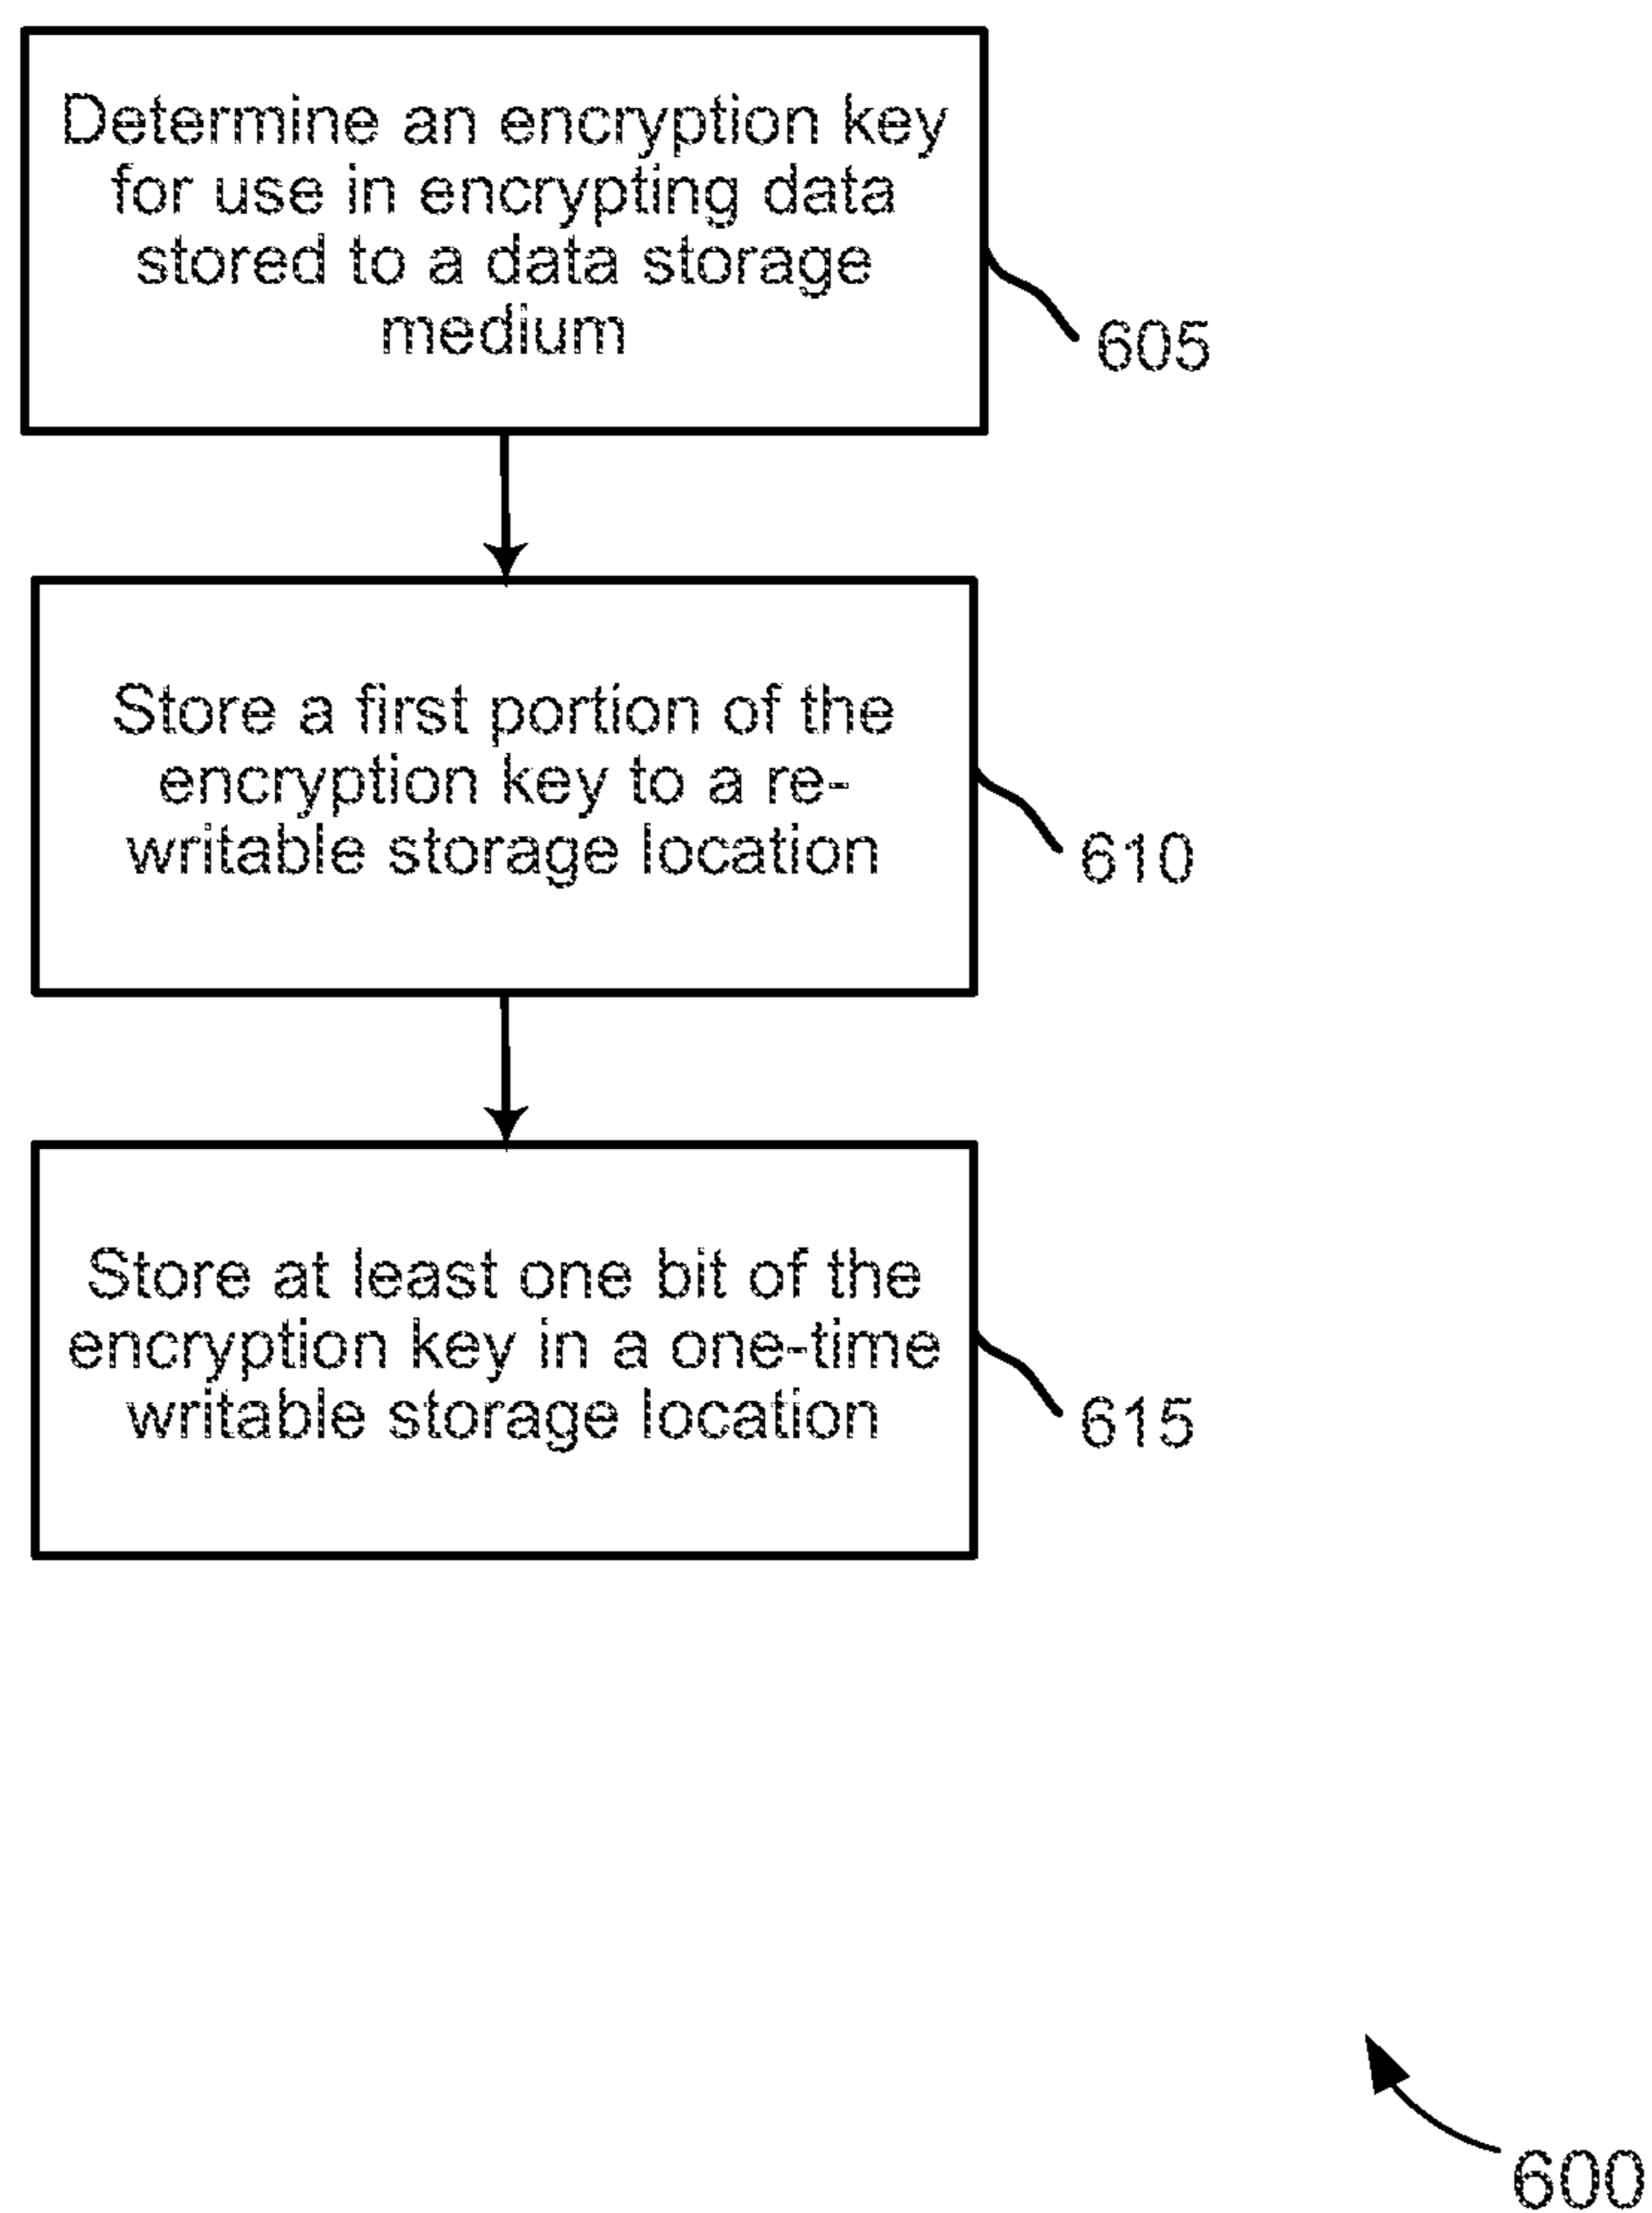 Determine an encryption key
for use in encrypting data
stored to a data storage
medium
605
Store a first portion of the
encryption key to a re-
writable storage location
610
Store at least one bit of the
encryption key in a one-time
writable storage location
615
600